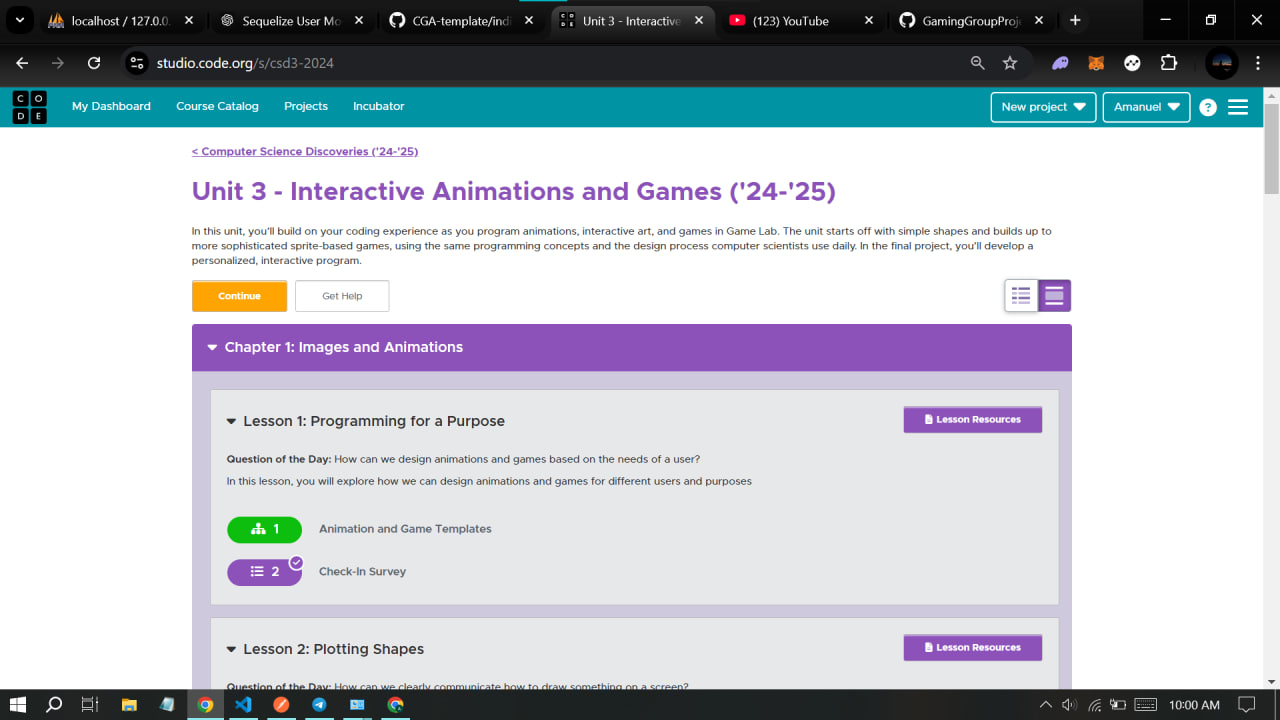 localhost / 127.0.0.
Sequelize User Mo
CGA-template/indi
Unit 3 - Interactive
(123) YouTube
GamingGroupProje
studio.code.org/s/csd3-2024
C O
D E
My Dashboard
Course Catalog
Projects
Incubator
New project
Amanuel
?
< Computer Science Discoveries ('24-'25)
Unit 3 - Interactive Animations and Games ('24-'25)
In this unit, you'll build on your coding experience as you program animations, interactive art, and games in Game Lab. The unit starts off with simple shapes and builds up to
more sophisticated sprite-based games, using the same programming concepts and the design process computer scientists use daily. In the final project, you'll develop a
personalized, interactive program.
Continue
Get Help
Chapter 1: Images and Animations
Lesson 1: Programming for a Purpose
Lesson Resources
Question of the Day: How can we design animations and games based on the needs of a user?
In this lesson, you will explore how we can design animations and games for different users and purposes
1
Animation and Game Templates
2
Check-In Survey
Lesson 2: Plotting Shapes
Lesson Resources
Question of the Day: How can we clearly communicate how to draw something on a screen?
10:00 AM